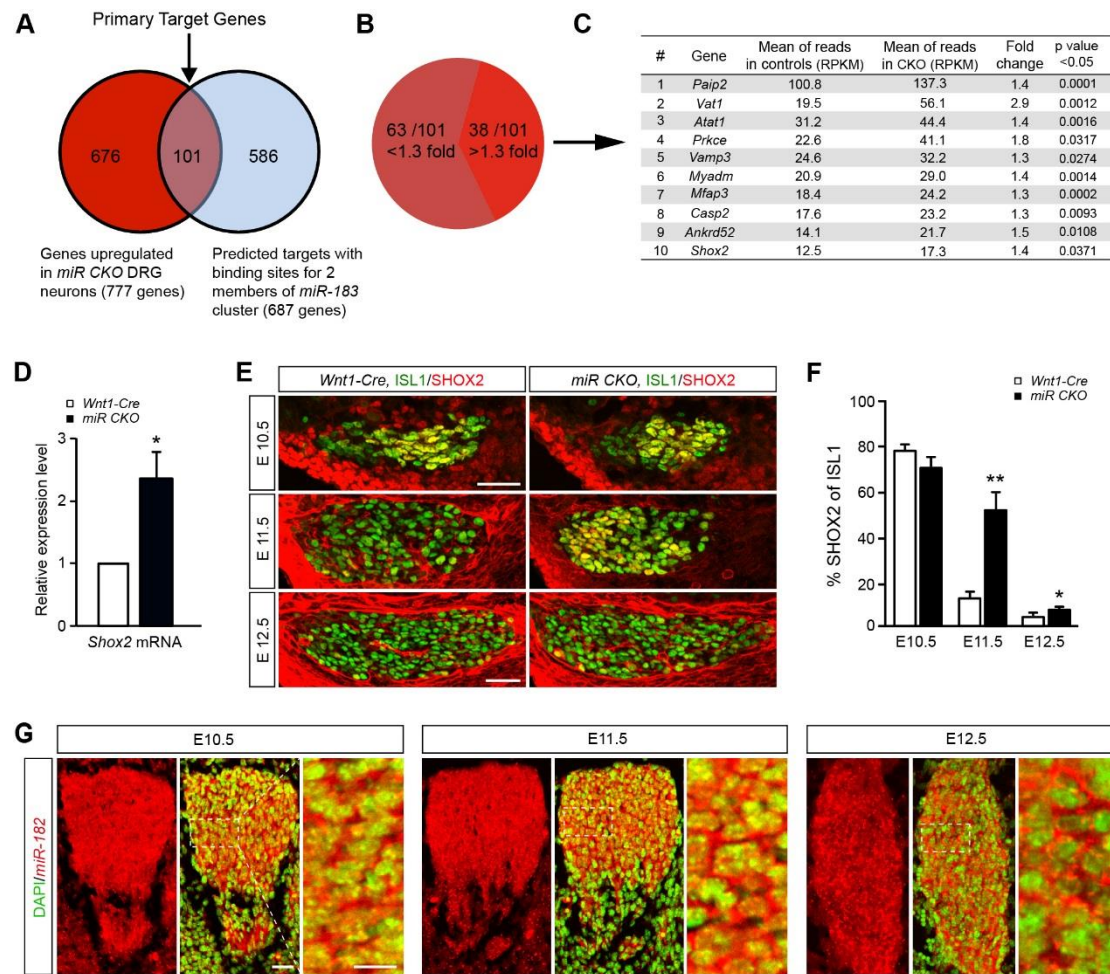 A
Primary Target Genes
676
101
586
Genes upregulated
in miR CKO DRG
neurons (777 genes)
Predicted targets with
binding sites for 2
members of miR-183
cluster (687 genes)
B
63 /101
<1.3 fold
38 /101
>1.3 fold
C
# Gene Mean of reads in controls (RPKM) Mean of reads in CKO (RPKM) Fold change p value <0.05
1 Paip2 100.8 137.3 1.4 0.0001
2 Vat1 19.5 56.1 2.9 0.0012
3 Atat1 31.2 44.4 1.4 0.0016
4 Prkce 22.6 41.1 1.8 0.0317
5 Vamp3 24.6 32.2 1.3 0.0274
6 Myadm 20.9 29.0 1.4 0.0014
7 Mfap3 18.4 24.2 1.3 0.0002
8 Casp2 17.6 23.2 1.3 0.0093
9 Ankrd52 14.1 21.7 1.5 0.0108
10 Shox2 12.5 17.3 1.4 0.0371
D
Wnt1-Cre
miR CKO
Relative expression level
3
2
1
0
*
Shox2 mRNA
E
Wnt1-Cre, ISL1/SHOX2
miR CKO, ISL1/SHOX2
E 10.5
E 11.5
E 12.5
F
Wnt1-Cre
miR CKO
% SHOX2 of ISL1
100
80
60
40
20
0
**
*
E10.5 E11.5 E12.5
G
E10.5
E11.5
E12.5
DAPI/miR-182